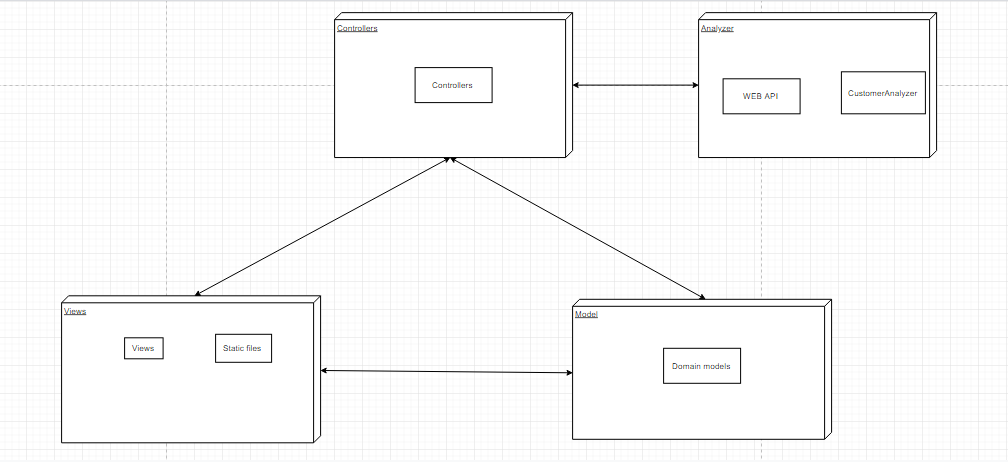 Controllers
Controllers
Analyzer
WEB API
CustomerAnalyzer
Views
Views
Static files
Model
Domain models